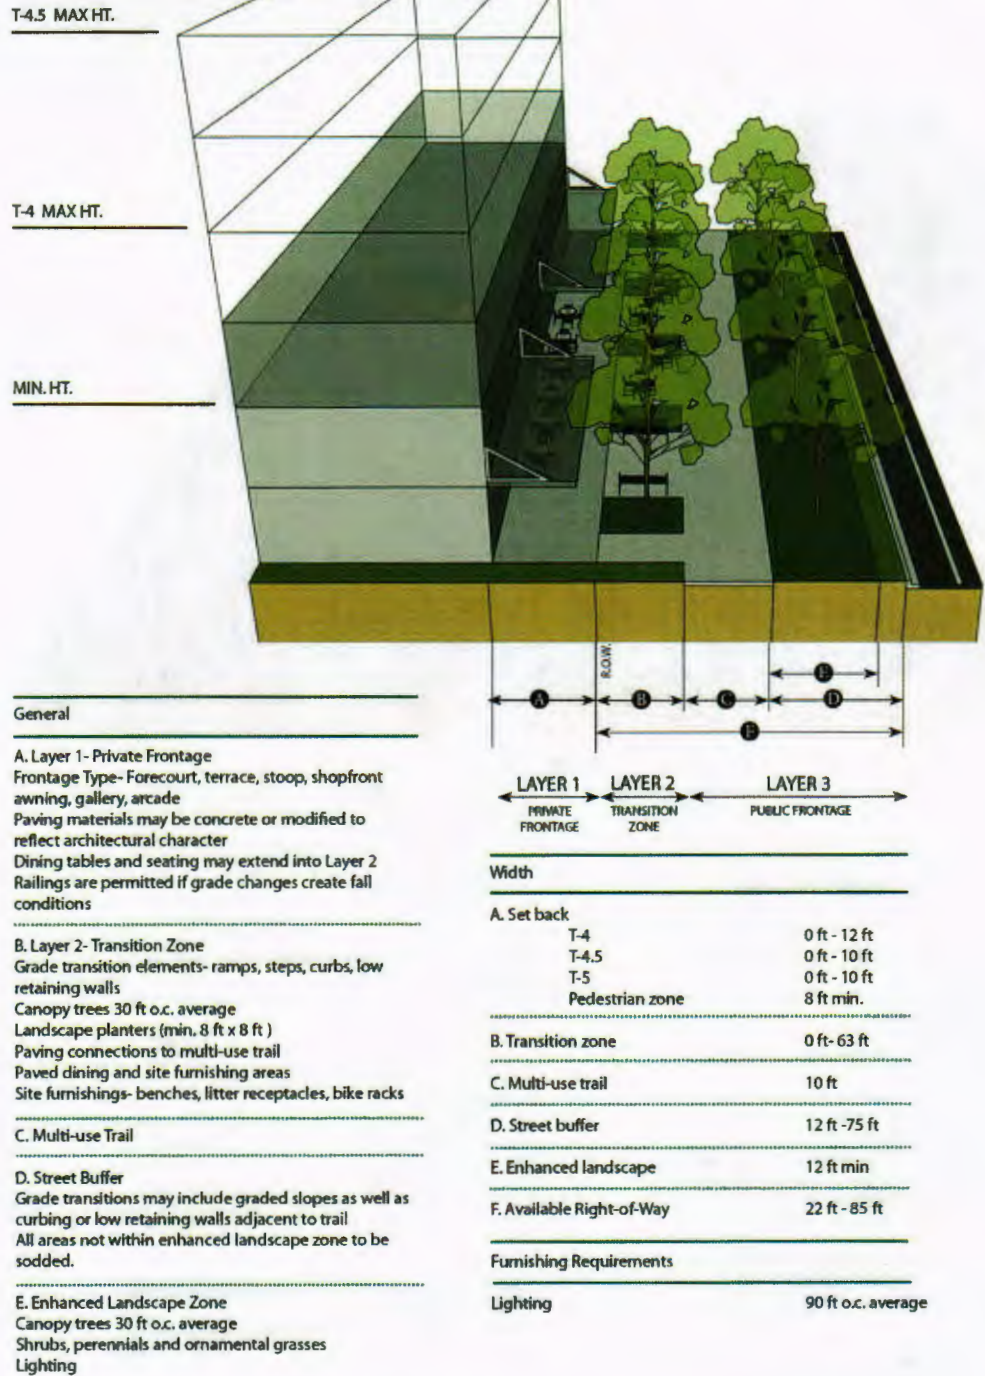 T-4.5 MAX HT.
T-4 MAX HT.
MIN. HT.
R.O.W.
E
A
B
C
D
F
LAYER 1
LAYER 2
LAYER 3
PRIVATE
FRONTAGE
TRANSITION
ZONE
PUBLIC FRONTAGE
General
A. Layer 1- Private Frontage
Frontage Type- Forecourt, terrace, stoop, shopfront
awning, gallery, arcade
Paving materials may be concrete or modified to
reflect architectural character
Dining tables and seating may extend into Layer 2
Railings are permitted if grade changes create fall
conditions
B. Layer 2- Transition Zone
Grade transition elements- ramps, steps, curbs, low
retaining walls
Canopy trees 30 ft o.c. average
Landscape planters (min. 8 ft x 8 ft )
Paving connections to multi-use trail
Paved dining and site furnishing areas
Site furnishings- benches, litter receptacles, bike racks
C. Multi-use Trail
D. Street Buffer
Grade transitions may include graded slopes as well as
curbing or low retaining walls adjacent to trail
All areas not within enhanced landscape zone to be
sodded.
E. Enhanced Landscape Zone
Canopy trees 30 ft o.c. average
Shrubs, perennials and ornamental grasses
Lighting
Width
A. Set back
T-4 0 ft - 12 ft
T-4.5 0 ft - 10 ft
T-5 0 ft - 10 ft
Pedestrian zone 8 ft min.
B. Transition zone 0 ft- 63 ft
C. Multi-use trail 10 ft
D. Street buffer 12 ft -75 ft
E. Enhanced landscape 12 ft min
F. Available Right-of-Way 22 ft - 85 ft
Furnishing Requirements
Lighting 90 ft o.c. average